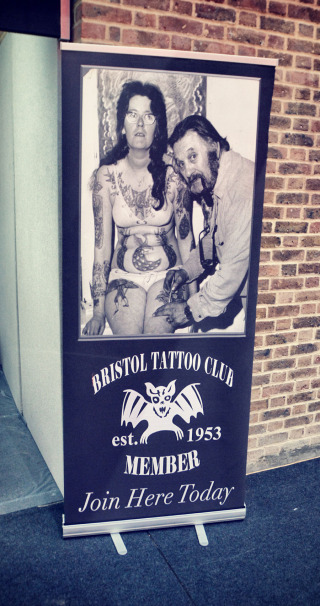 BRISTOL TATTOO CLUB
est. 1953
MEMBER
Join Here Today